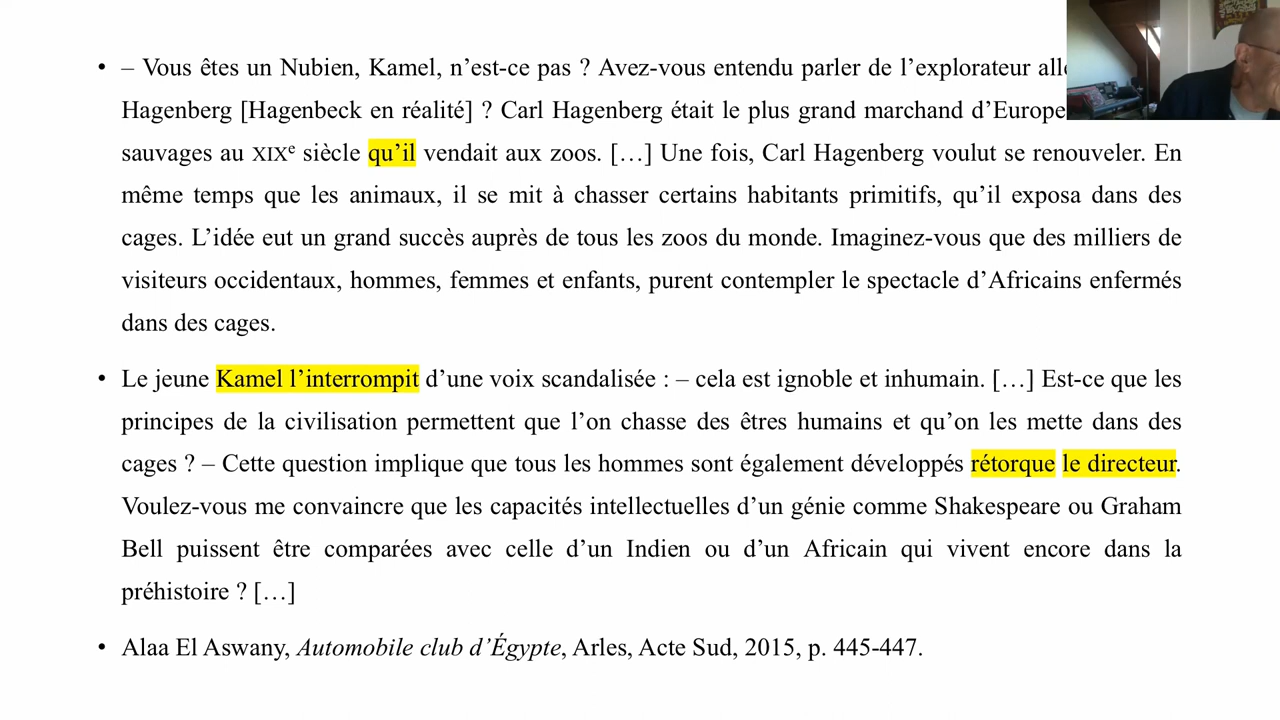 • – Vous êtes un Nubien, Kamel, n’est-ce pas ? Avez-vous entendu parler de l’explorateur
Hagenberg [Hagenbeck en réalité] ? Carl Hagenberg était le plus grand marchand d’Europe
sauvages au XIXe siècle qu’il vendait aux zoos. […] Une fois, Carl Hagenberg voulut se renouveler. En
même temps que les animaux, il se mit à chasser certains habitants primitifs, qu’il exposa dans des
cages. L’idée eut un grand succès auprès de tous les zoos du monde. Imaginez-vous que des milliers de
visiteurs occidentaux, hommes, femmes et enfants, purent contempler le spectacle d’Africains enfermés
dans des cages.
• Le jeune Kamel l’interrompit d’une voix scandalisée : – cela est ignoble et inhumain. […] Est-ce que les
principes de la civilisation permettent que l’on chasse des êtres humains et qu’on les mette dans des
cages ? – Cette question implique que tous les hommes sont également développés rétorque le directeur.
Voulez-vous me convaincre que les capacités intellectuelles d’un génie comme Shakespeare ou Graham
Bell puissent être comparées avec celle d’un Indien ou d’un Africain qui vivent encore dans la
préhistoire ? […]
• Alaa El Aswany, Automobile club d’Égypte, Arles, Acte Sud, 2015, p. 445-447.